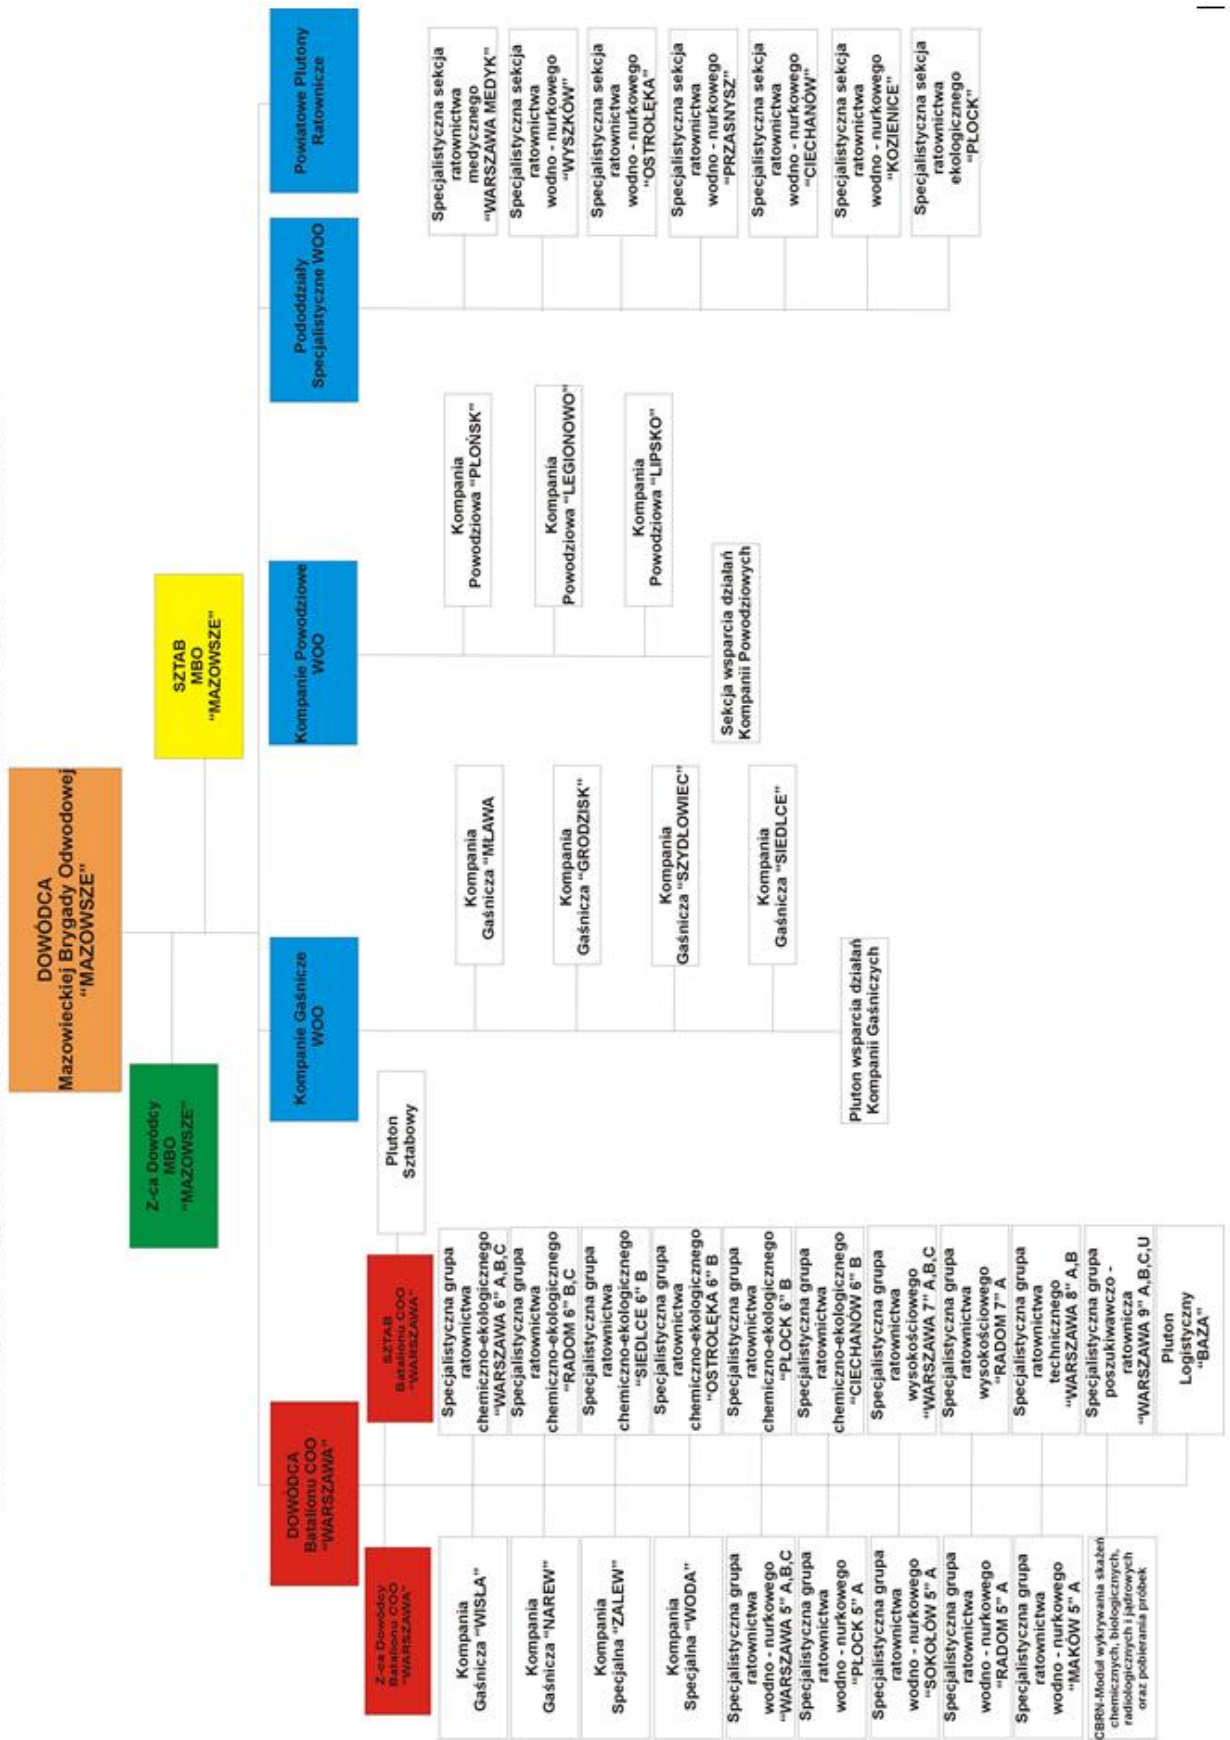 DOWÓDCA
Mazowieckiej Brygady Odwodowej
"MAZOWSZE"
Z-ca Dowódcy
MBO
"MAZOWSZE"
SZTAB
MBO
"MAZOWSZE"
DOWÓDCA
Batalionu COO
"WARSZAWA"
Kompanie Gaśnicze
WOO
Kompanie Powodziowe
WOO
Pododdziały
Specjalistyczne WOO
Powiatowe Plutony
Ratownicze
Z-ca Dowódcy
Batalionu COO
"WARSZAWA"
SZTAB
Batalionu COO
"WARSZAWA"
Pluton
Sztabowy
Kompania
Gaśnicza "WISŁA"
Kompania
Gaśnicza "NAREW"
Kompania
Specjalna "ZALEW"
Kompania
Specjalna "WODA"
Specjalistyczna grupa
ratownictwa
wodno - nurkowego
"WARSZAWA 5" A,B,C
Specjalistyczna grupa
ratownictwa
wodno - nurkowego
"PŁOCK 5" A
Specjalistyczna grupa
ratownictwa
wodno - nurkowego
"SOKOŁÓW 5" A
Specjalistyczna grupa
ratownictwa
wodno - nurkowego
"RADOM 5" A
Specjalistyczna grupa
ratownictwa
wodno - nurkowego
"MAKÓW 5" A
CBRN-Moduł wykrywania skażeń
chemicznych, biologicznych,
radiologicznych i jądrowych
oraz pobierania próbek
Specjalistyczna grupa
ratownictwa
chemiczno-ekologicznego
"WARSZAWA 6" A,B,C
Specjalistyczna grupa
ratownictwa
chemiczno-ekologicznego
"RADOM 6" B,C
Specjalistyczna grupa
ratownictwa
chemiczno-ekologicznego
"SIEDLCE 6" B
Specjalistyczna grupa
ratownictwa
chemiczno-ekologicznego
"OSTROŁĘKA 6" B
Specjalistyczna grupa
ratownictwa
chemiczno-ekologicznego
"PŁOCK 6" B
Specjalistyczna grupa
ratownictwa
chemiczno-ekologicznego
"CIECHANÓW 6" B
Specjalistyczna grupa
ratownictwa
wysokościowego
"WARSZAWA 7" A,B,C
Specjalistyczna grupa
ratownictwa
wysokościowego
"RADOM 7" A
Specjalistyczna grupa
ratownictwa
technicznego
"WARSZAWA 8" A,B
Specjalistyczna grupa
poszukiwawczo -
ratownicza
"WARSZAWA 9" A,B,C,U
Pluton
Logistyczny
"BAZA"
Kompania
Gaśnicza "MŁAWA
Kompania
Gaśnicza "GRODZISK"
Kompania
Gaśnicza "SZYDŁOWIEC"
Kompania
Gaśnicza "SIEDLCE"
Pluton wsparcia działań
Kompanii Gaśniczych
Kompania
Powodziowa "PŁOŃSK"
Kompania
Powodziowa "LEGIONOWO"
Kompania
Powodziowa "LIPSKO"
Sekcja wsparcia działań
Kompanii Powodziowych
Specjalistyczna sekcja
ratownictwa
medycznego
"WARSZAWA MEDYK"
Specjalistyczna sekcja
ratownictwa
wodno - nurkowego
"WYSZKÓW"
Specjalistyczna sekcja
ratownictwa
wodno - nurkowego
"OSTROŁĘKA"
Specjalistyczna sekcja
ratownictwa
wodno - nurkowego
"PRZASNYSZ"
Specjalistyczna sekcja
ratownictwa
wodno - nurkowego
"CIECHANÓW"
Specjalistyczna sekcja
ratownictwa
wodno - nurkowego
"KOZIENICE"
Specjalistyczna sekcja
ratownictwa
ekologicznego
"PŁOCK"